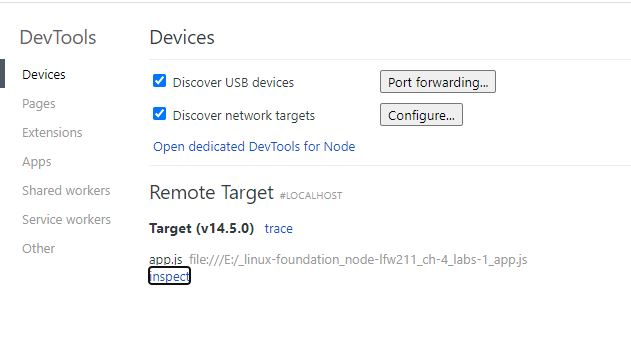 DevTools
Devices
Pages
Extensions
Apps
Shared workers
Service workers
Other
Devices
Discover USB devices
Port forwarding...
Discover network targets
Configure...
Open dedicated DevTools for Node
Remote Target #LOCALHOST
Target (v14.5.0) trace
app.js file:///E:/_linux-foundation_node-lfw211_ch-4_labs-1_app.js
inspect